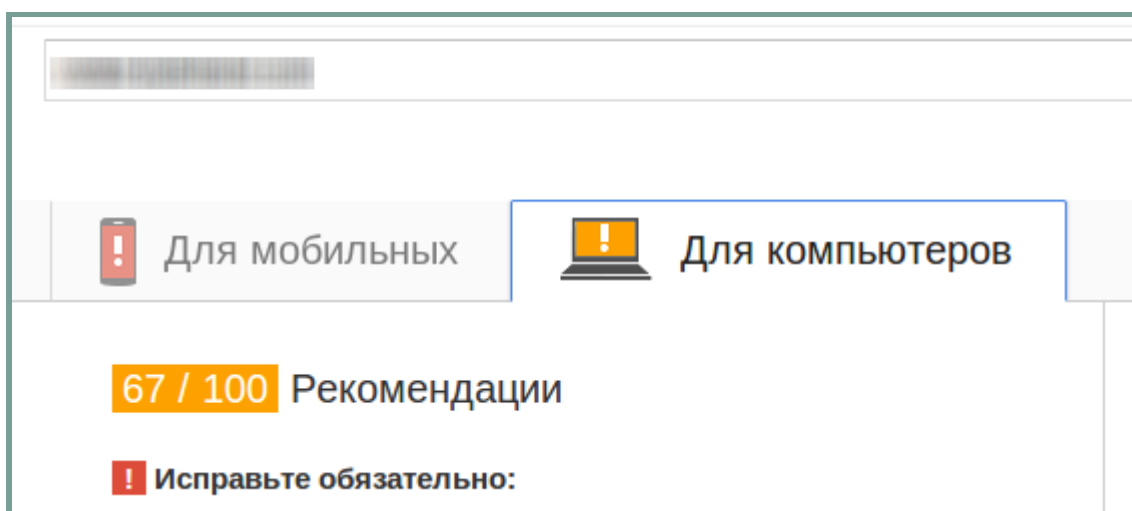 Для мобильных
Для компьютеров
67 / 100 Рекомендации
! Исправьте обязательно: